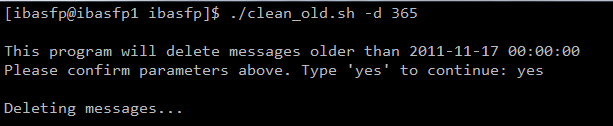 [ibasfp@ibasfp1 ibasfp]$ ./clean_old.sh -d 365
This program will delete messages older than 2011-11-17 00:00:00
Please confirm parameters above. Type 'yes' to continue: yes
Deleting messages...